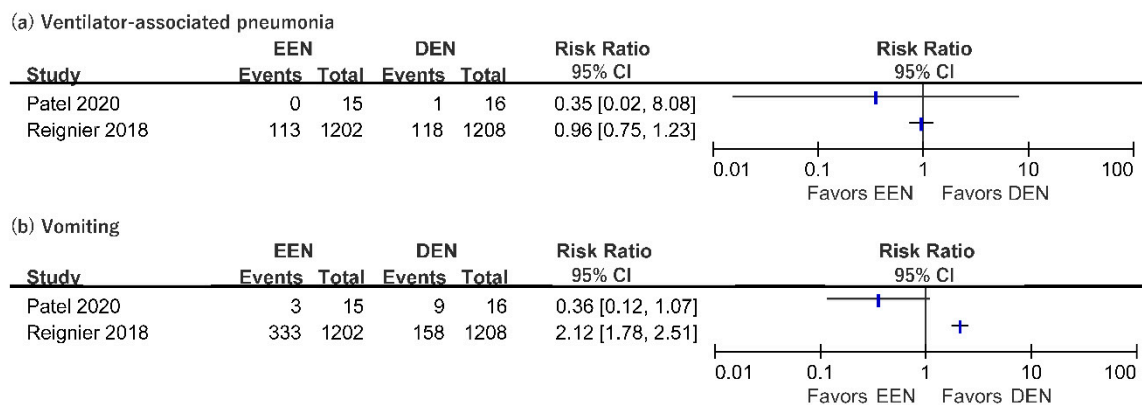 (a) Ventilator-associated pneumonia
EEN DEN Risk Ratio Risk Ratio
Study Events Total Events Total 95% CI 95% CI
Patel 2020 0 15 1 16 0.35 [0.02, 8.08]
Reignier 2018 113 1202 118 1208 0.96 [0.75, 1.23]
0.01 0.1 1 10 100
Favors EEN Favors DEN
(b) Vomiting
EEN DEN Risk Ratio Risk Ratio
Study Events Total Events Total 95% CI 95% CI
Patel 2020 3 15 9 16 0.36 [0.12, 1.07]
Reignier 2018 333 1202 158 1208 2.12 [1.78, 2.51]
0.01 0.1 1 10 100
Favors EEN Favors DEN